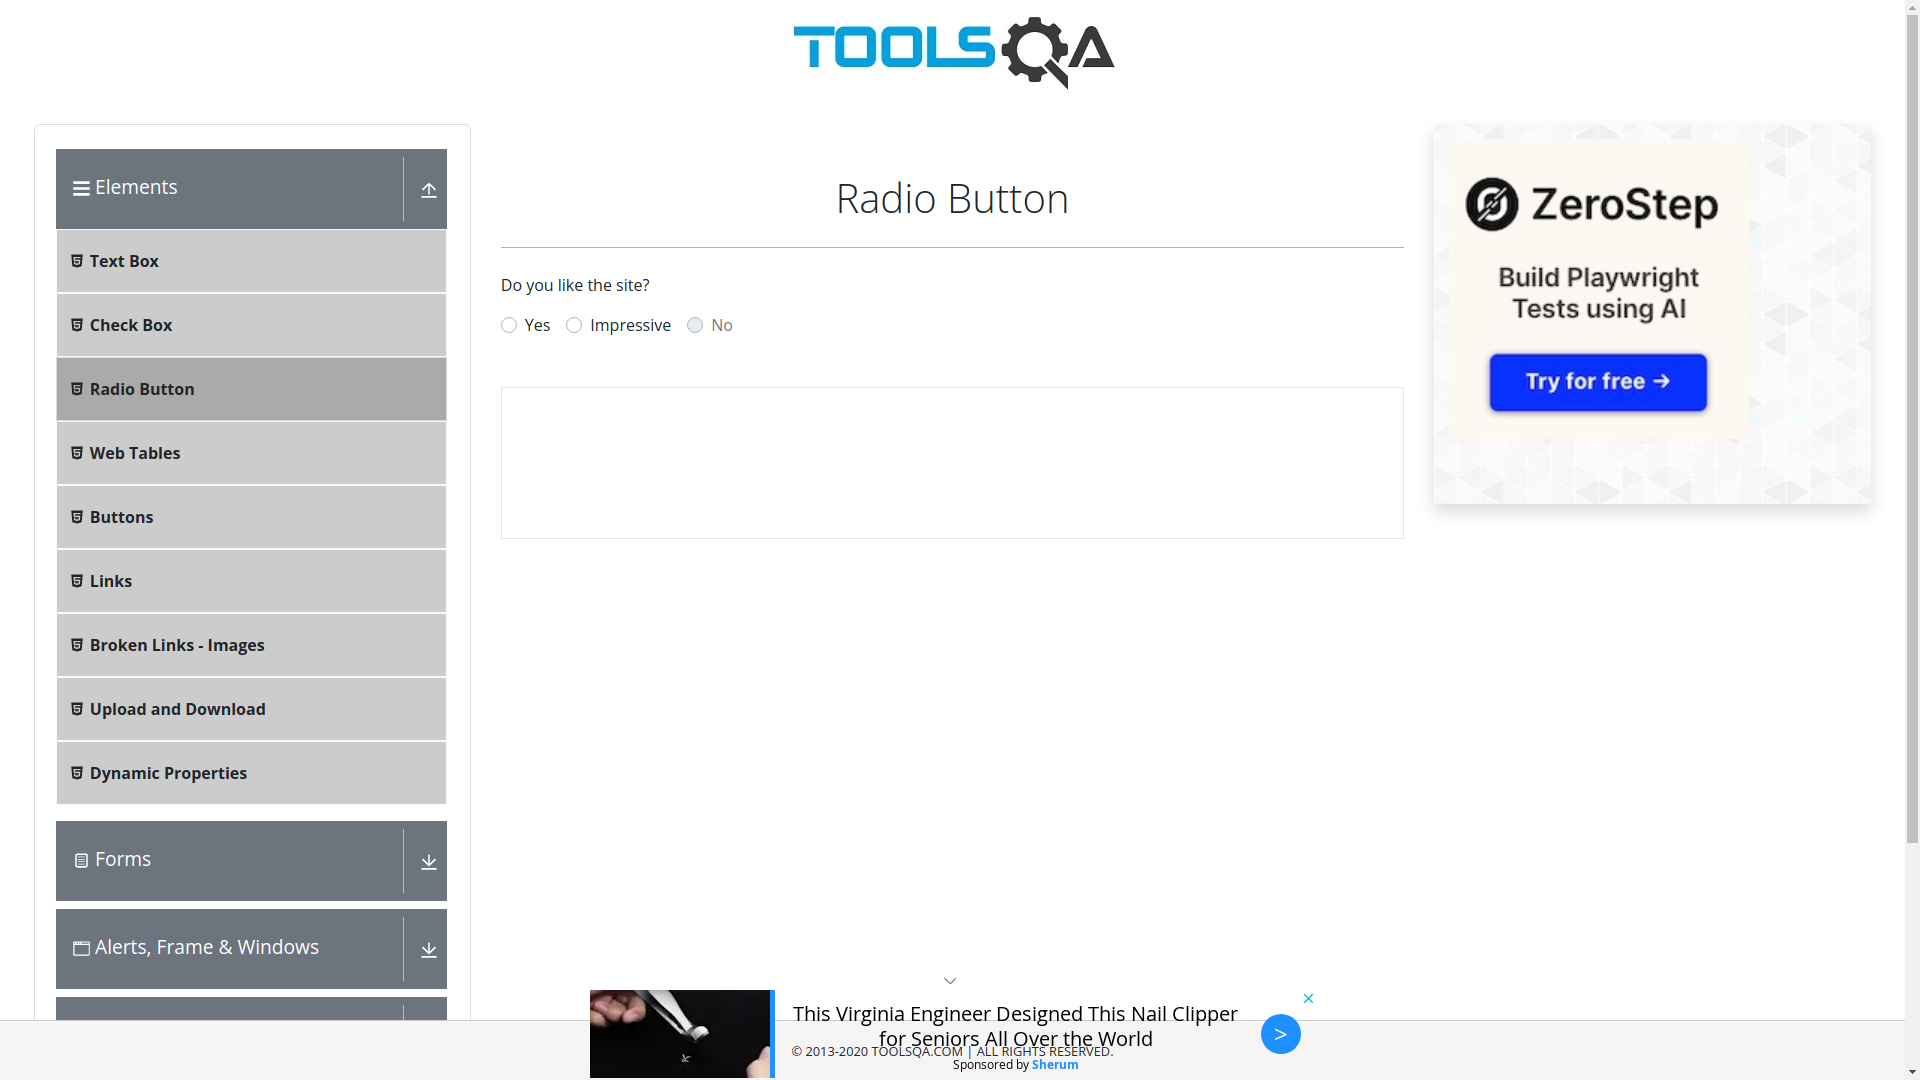 TOOLSQA
Elements
Text Box
Check Box
Radio Button
Web Tables
Buttons
Links
Broken Links - Images
Upload and Download
Dynamic Properties
Forms
Alerts, Frame & Windows
Radio Button
Do you like the site?
Yes
Impressive
No
ZeroStep
Build Playwright
Tests using AI
Try for free →
This Virginia Engineer Designed This Nail Clipper
for Seniors All Over the World
Sponsored by Sherum
>
© 2013-2020 TOOLSQA.COM | ALL RIGHTS RESERVED.